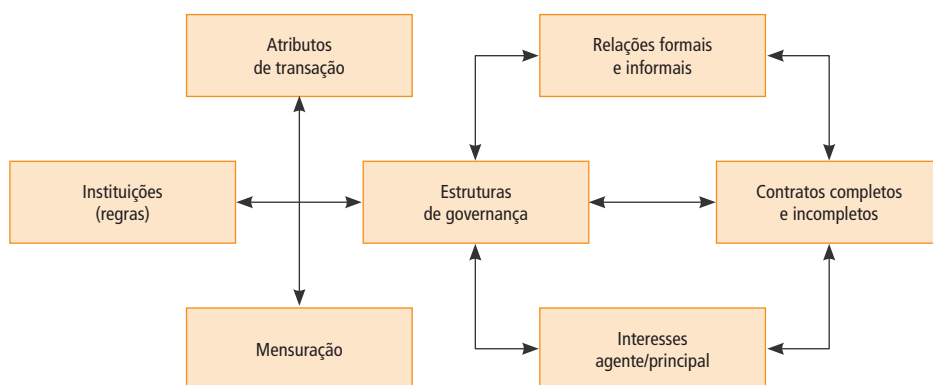 Atributos
de transação
Relações formais
e informais
Instituições
(regras)
Estruturas
de governança
Contratos completos
e incompletos
Mensuração
Interesses
agente/principal